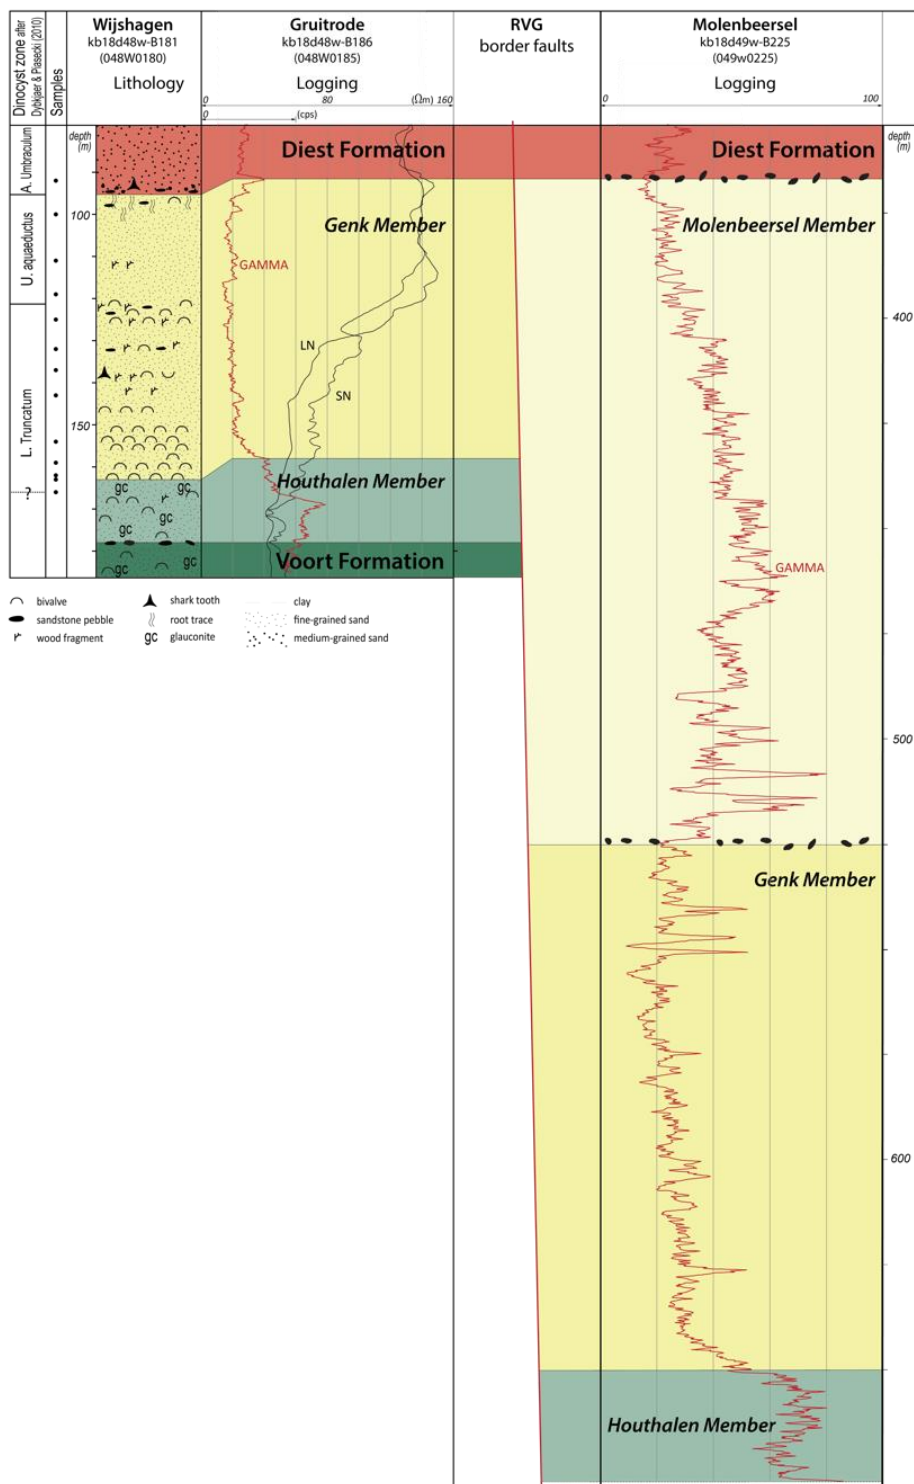 Dinocyst zone after
Dybkjaer & Piasecki (2010)
Samples
Wijshagen
kb18d48w-B181
(048W0180)
Lithology
Gruitrode
kb18d48w-B186
(048W0185)
Logging
0 80 (Ωm) 160
0 (cps)
RVG
border faults
Molenbeersel
kb18d49w-B225
(049w0225)
Logging
0 100
depth
(m)
depth
(m)
A. Umbraculum
U. aquaeductus
L. Truncatum
?
100
150
Diest Formation
Genk Member
GAMMA
LN
SN
Houthalen Member
Voort Formation
gc gc
gc
gc
gc gc
Diest Formation
Molenbeersel Member
400
GAMMA
500
Genk Member
600
Houthalen Member
bivalve
sandstone pebble
wood fragment
shark tooth
root trace
gc glauconite
clay
fine-grained sand
medium-grained sand